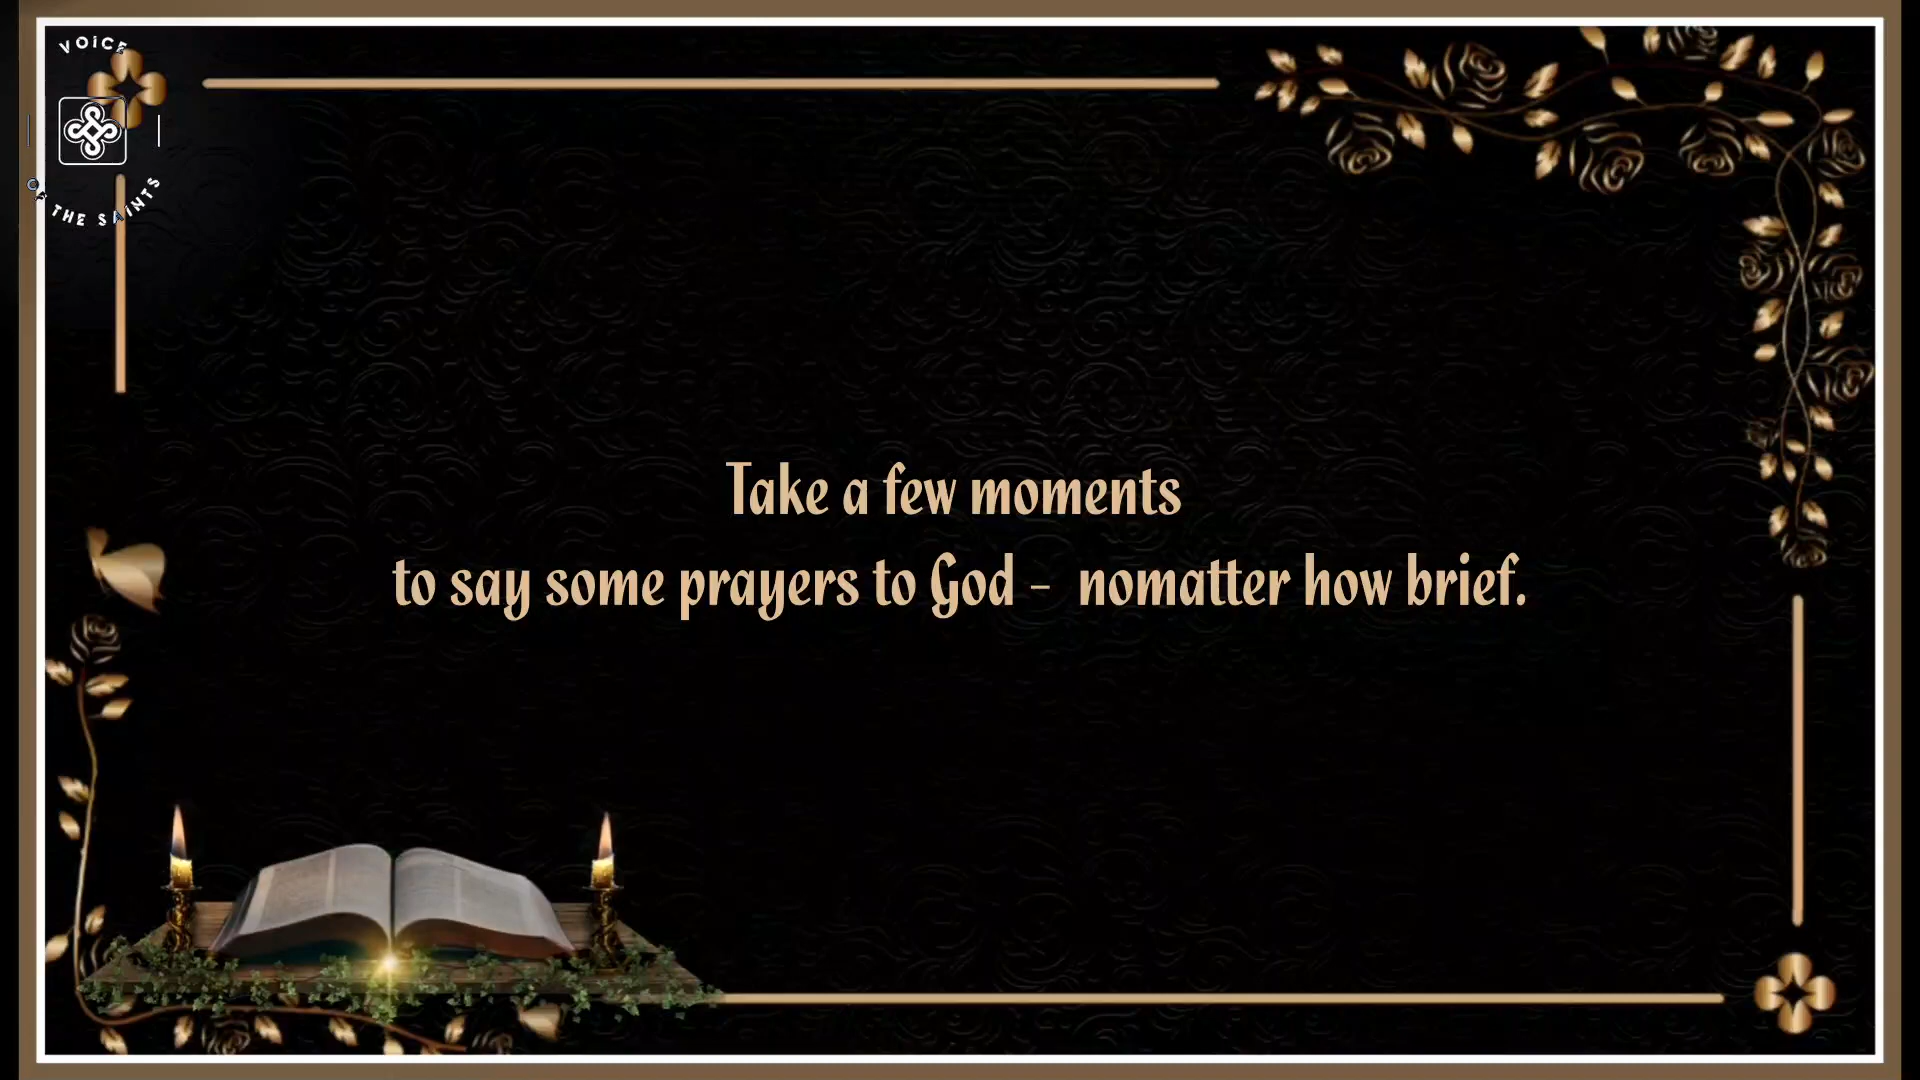 VOiCE
OF THE SAiNTS
Take a few moments
to say some prayers to God - nomatter how brief.